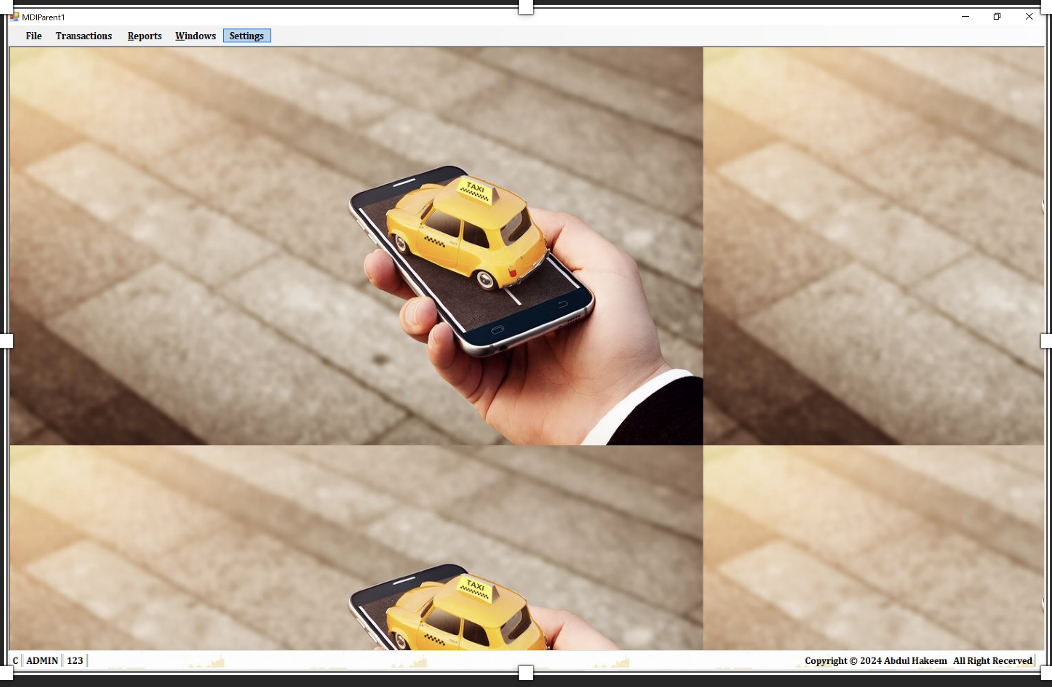 MDIParent1
File Transactions Reports Windows Settings
TAXI
TAXI
C ADMIN 123 Copyright © 2024 Abdul Hakeem All Right Recerved